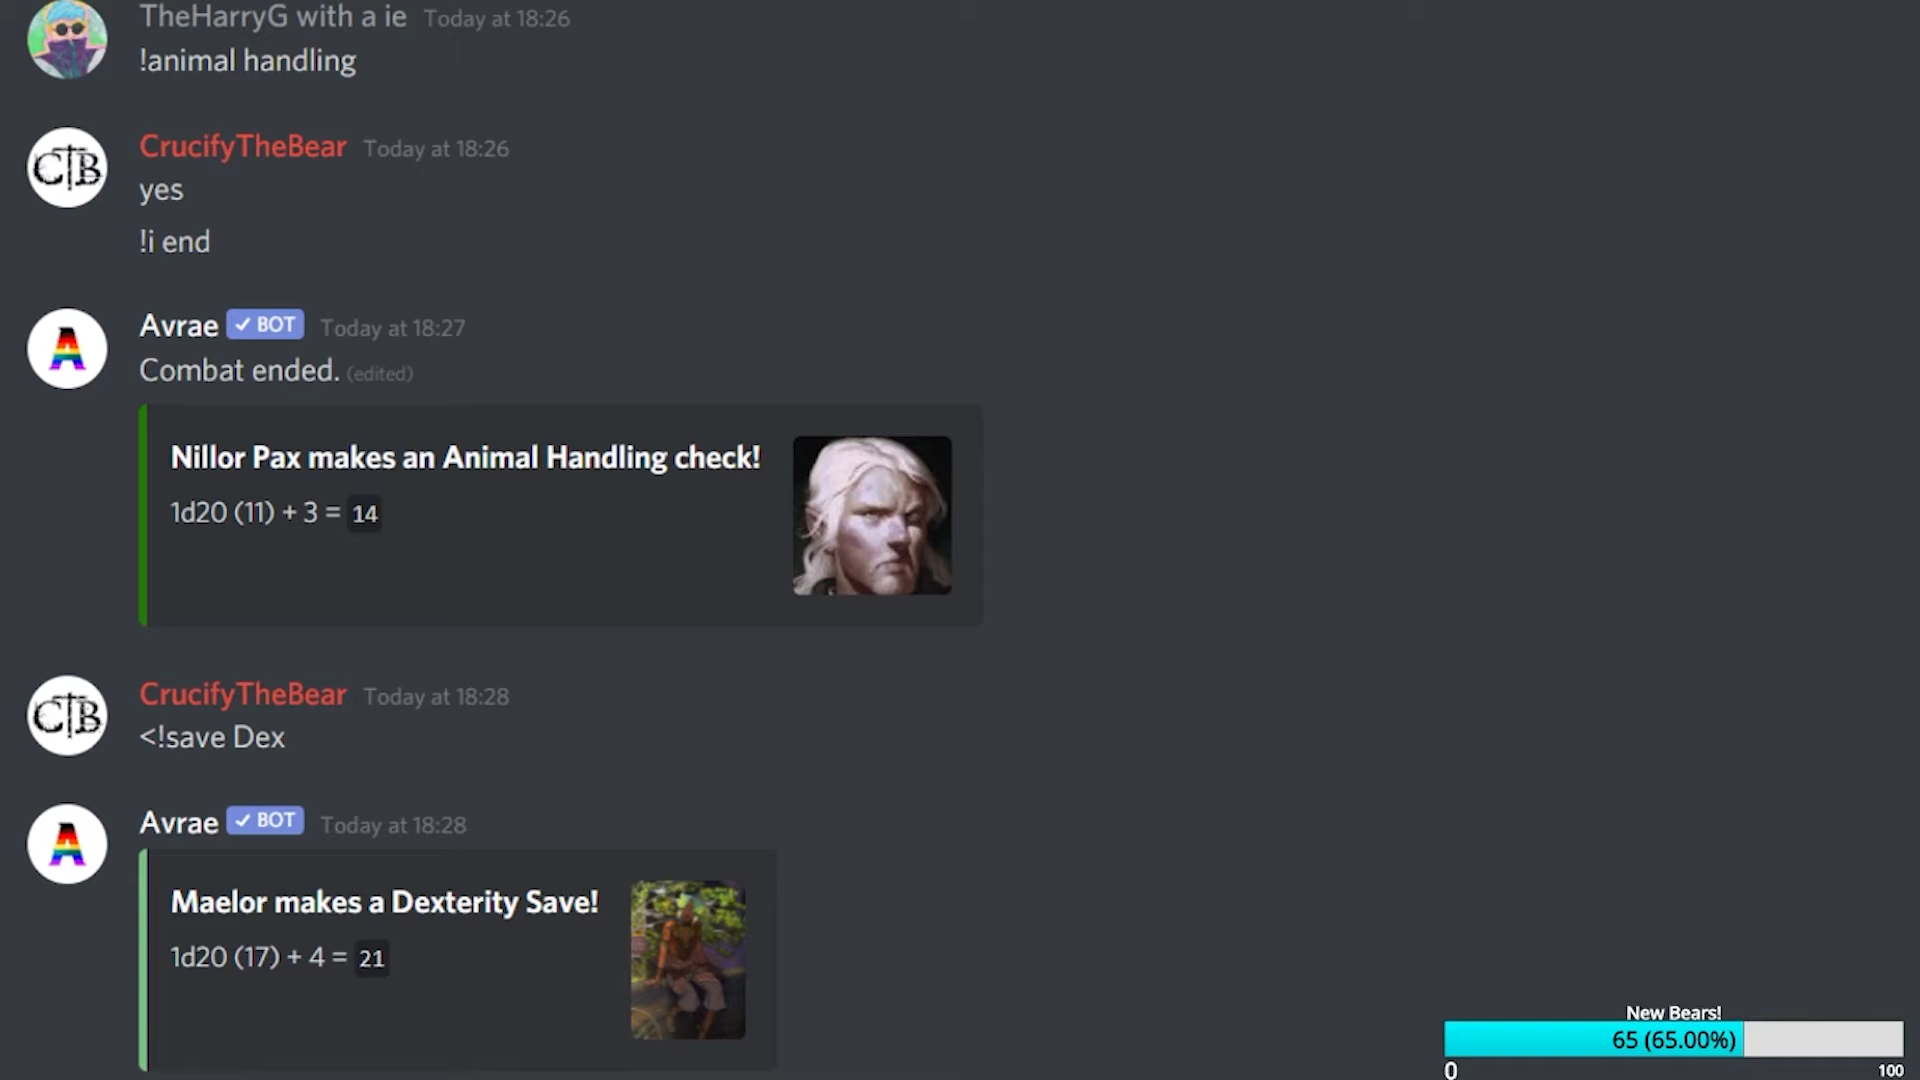 TheHarryG with a ie Today at 18:26
!animal handling
CTB
CrucifyTheBear Today at 18:26
yes
!i end
A
Avrae ✓ BOT Today at 18:27
Combat ended. (edited)
Nillor Pax makes an Animal Handling check!
1d20 (11) + 3 = 14
CTB
CrucifyTheBear Today at 18:28
<!save Dex
A
Avrae ✓ BOT Today at 18:28
Maelor makes a Dexterity Save!
1d20 (17) + 4 = 21
New Bears!
65 (65.00%)
0 100